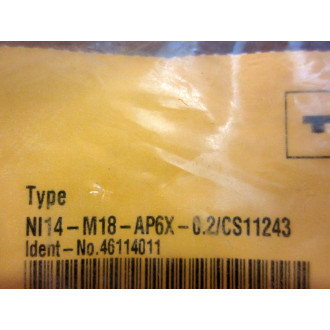 Type
NI14-M18-AP6X-0.2/CS11243
Ident-No.46114011